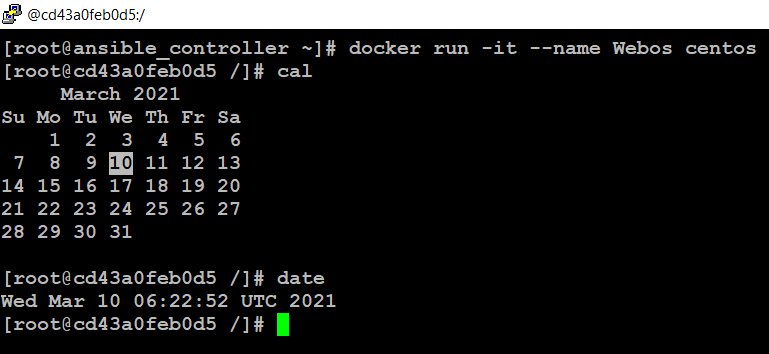 @cd43a0feb0d5:/
[root@ansible_controller ~]# docker run -it --name Webos centos
[root@cd43a0feb0d5 /]# cal
     March 2021
Su Mo Tu We Th Fr Sa
    1  2  3  4  5  6
 7  8  9 10 11 12 13
14 15 16 17 18 19 20
21 22 23 24 25 26 27
28 29 30 31
[root@cd43a0feb0d5 /]# date
Wed Mar 10 06:22:52 UTC 2021
[root@cd43a0feb0d5 /]#